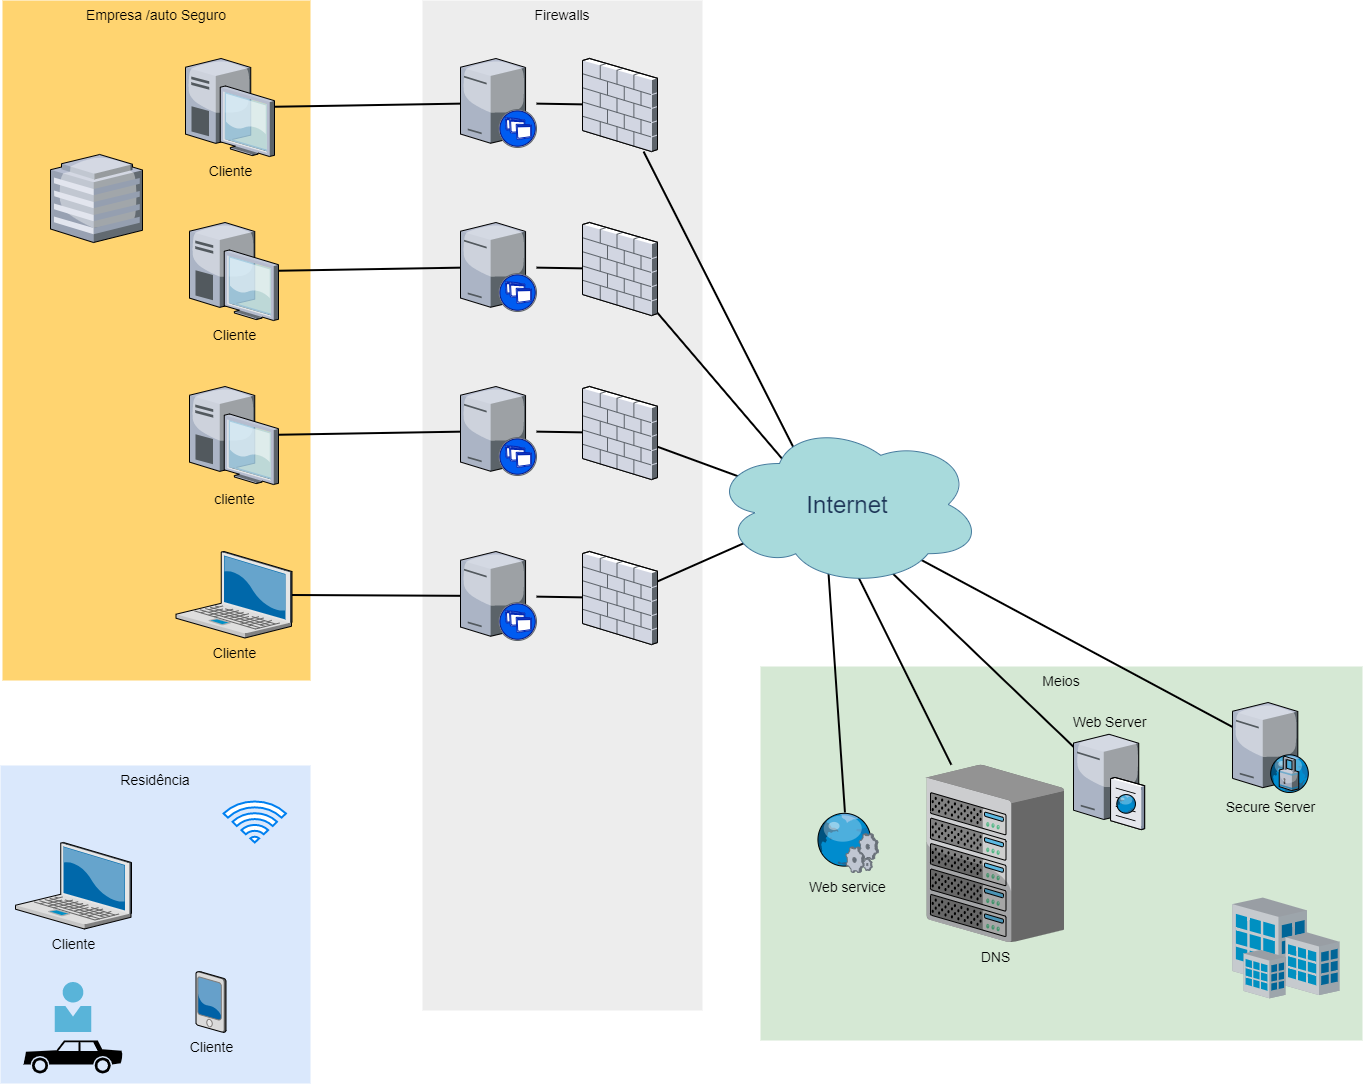 Empresa /auto Seguro
Firewalls
Cliente
Cliente
cliente
Cliente
Internet
Meios
Web Server
Secure Server
Web service
DNS
Residência
Cliente
Cliente